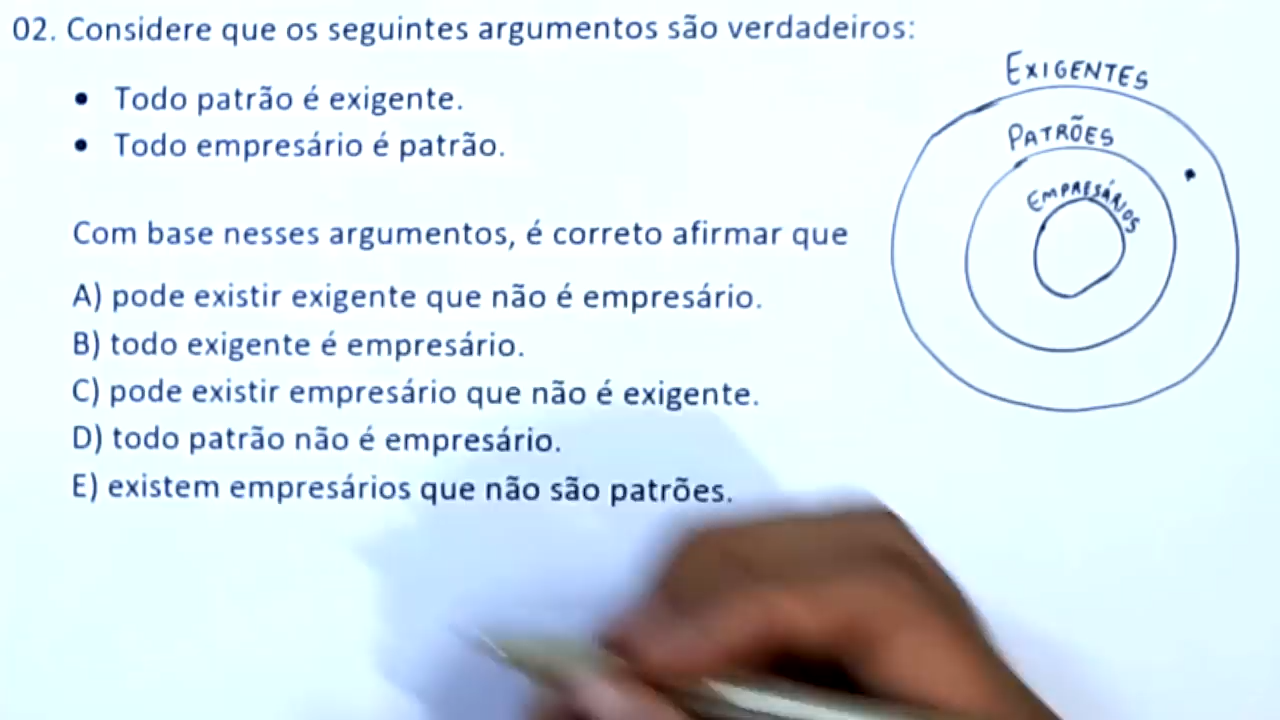 02. Considere que os seguintes argumentos são verdadeiros:
• Todo patrão é exigente.
• Todo empresário é patrão.
Com base nesses argumentos, é correto afirmar que
A) pode existir exigente que não é empresário.
B) todo exigente é empresário.
C) pode existir empresário que não é exigente.
D) todo patrão não é empresário.
E) existem empresários que não são patrões.
EXIGENTES
PATRÕES
EMPRESÁRIOS